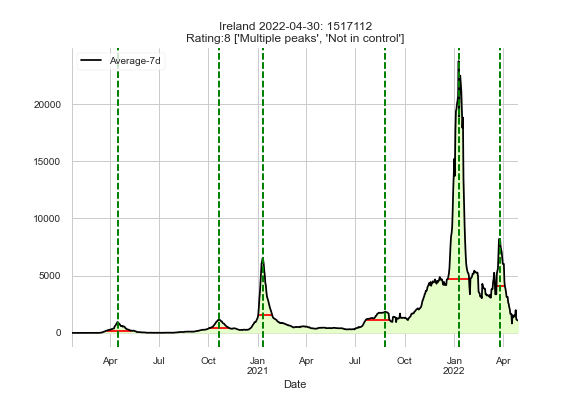 Ireland 2022-04-30: 1517112
Rating:8 ['Multiple peaks', 'Not in control']
Average-7d
20000
15000
10000
5000
0
Apr
Jul
Oct
Jan
2021
Apr
Jul
Oct
Jan
2022
Apr
Date